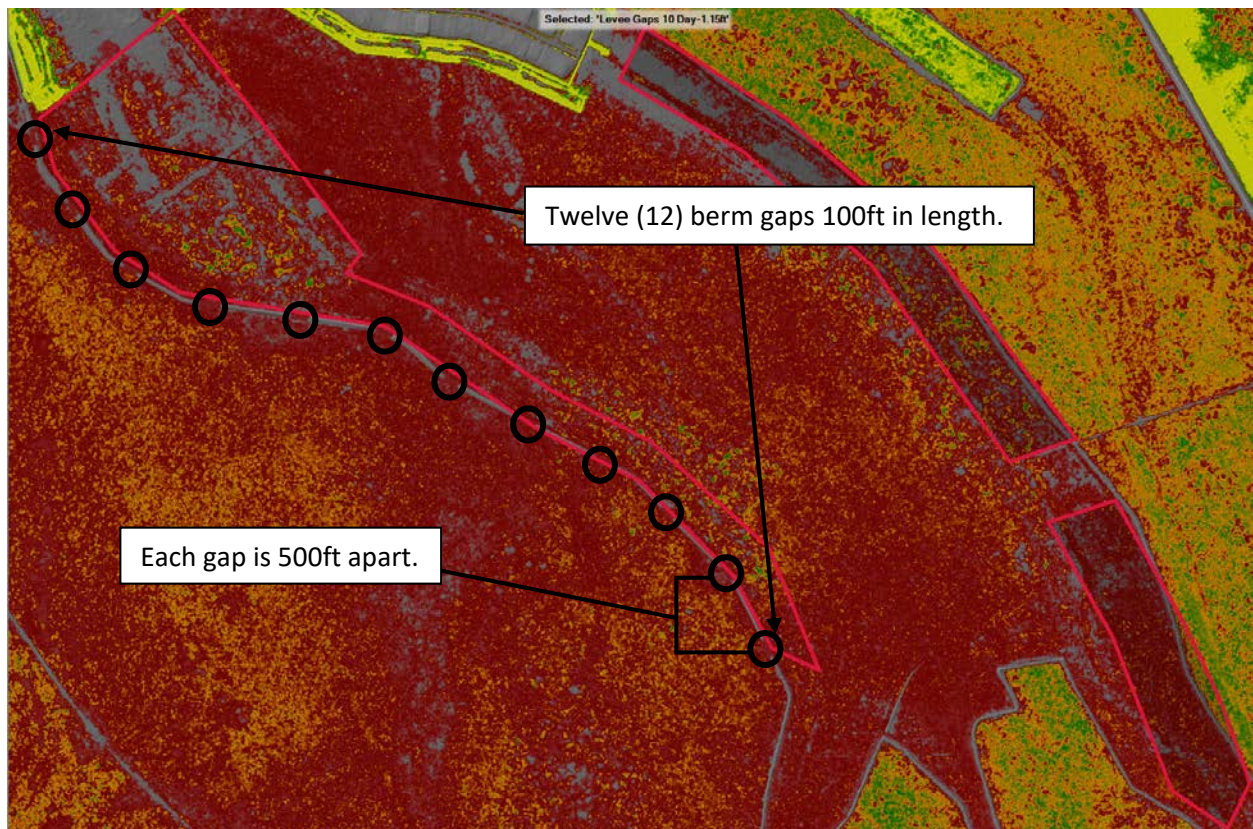 Selected: 'Levee Gaps 10 Day-1.15ft'
Twelve (12) berm gaps 100ft in length.
Each gap is 500ft apart.